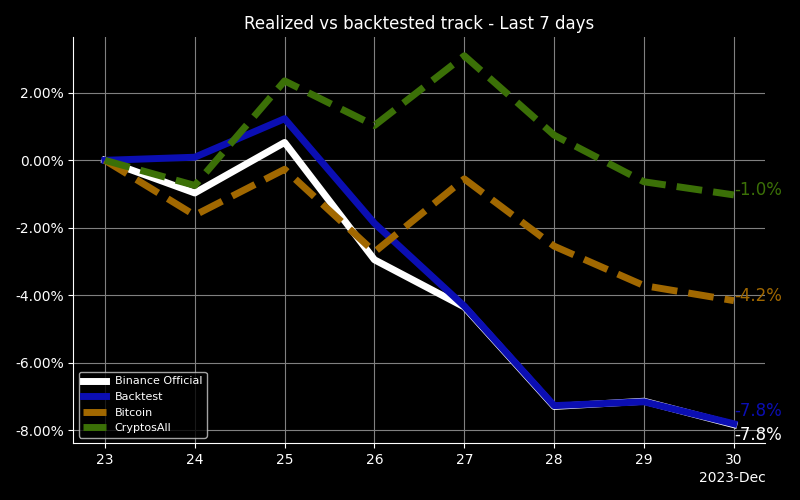 Realized vs backtested track - Last 7 days
2.00%
0.00%
-2.00%
-4.00%
-6.00%
-8.00%
-1.0%
-4.2%
-7.8%
-7.8%
Binance Official
Backtest
Bitcoin
CryptosAll
23 24 25 26 27 28 29 30
2023-Dec